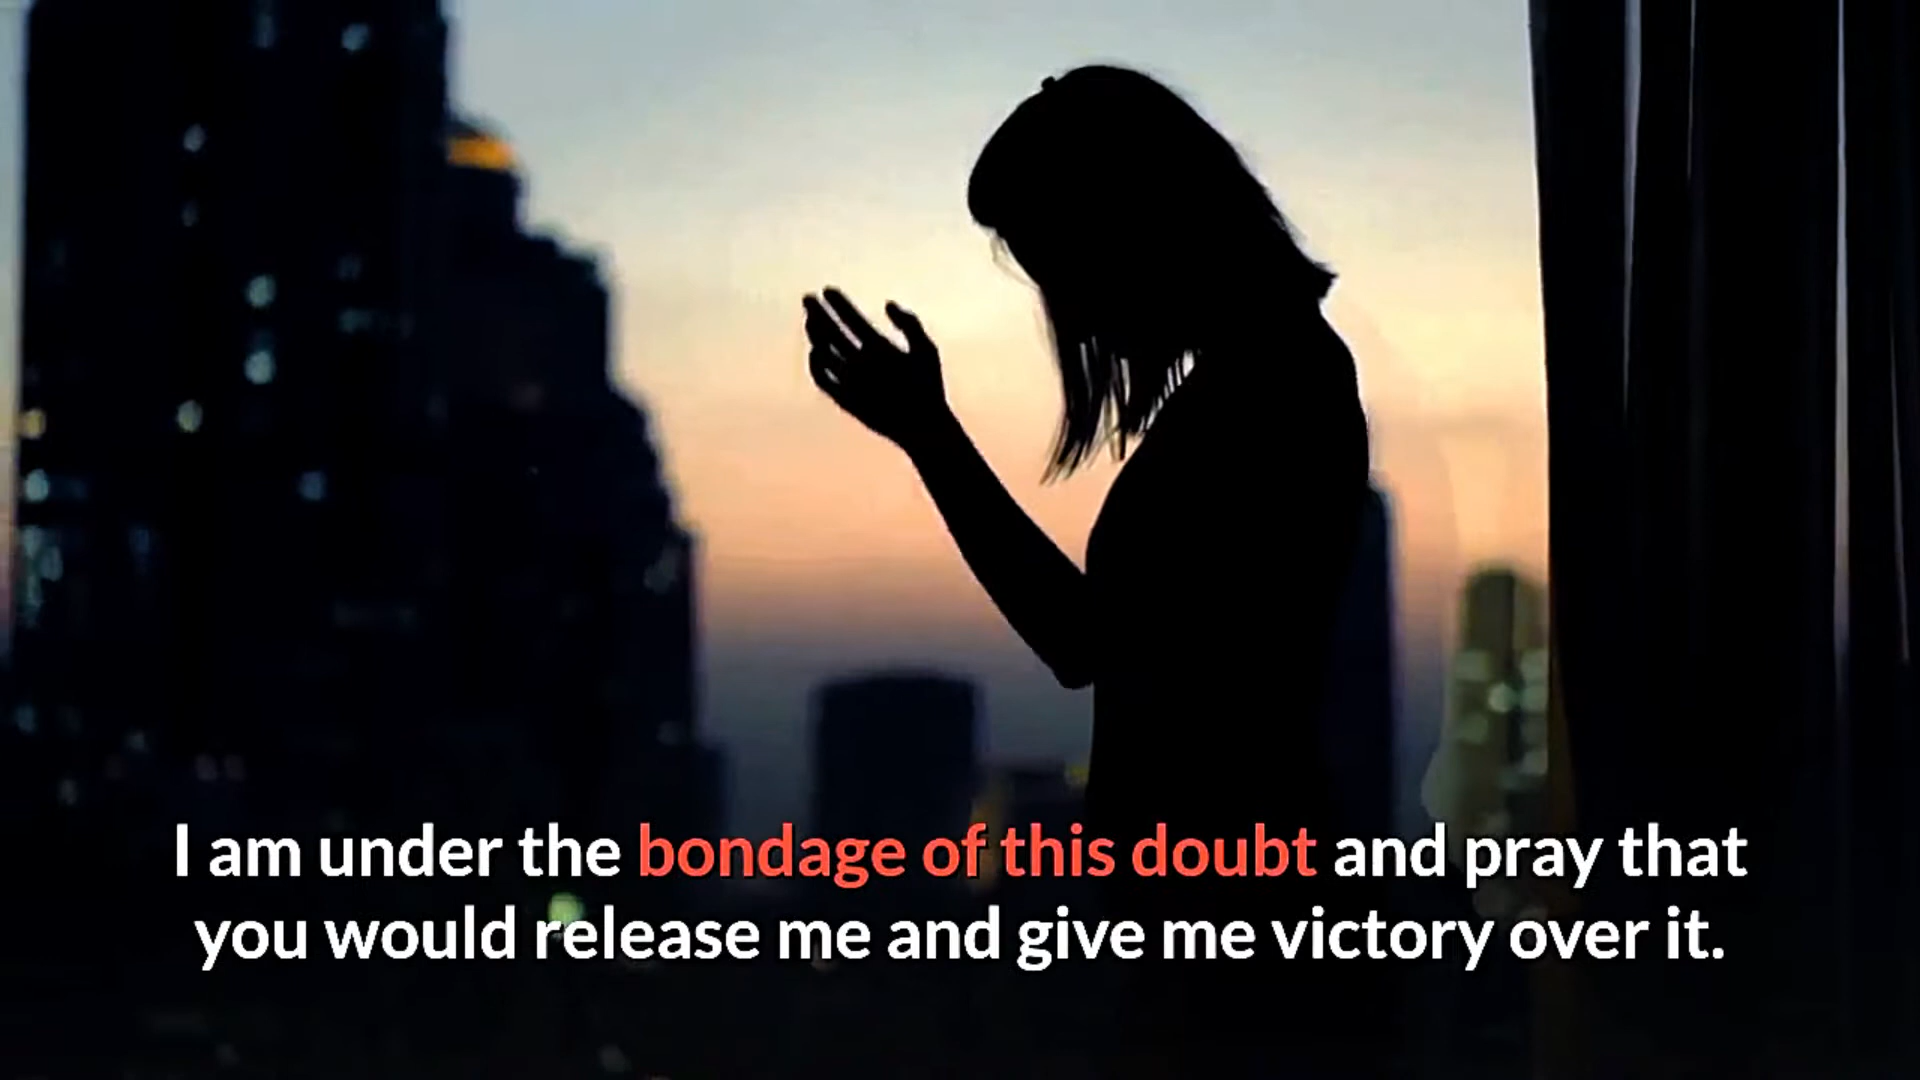 I am under the bondage of this doubt and pray that
you would release me and give me victory over it.